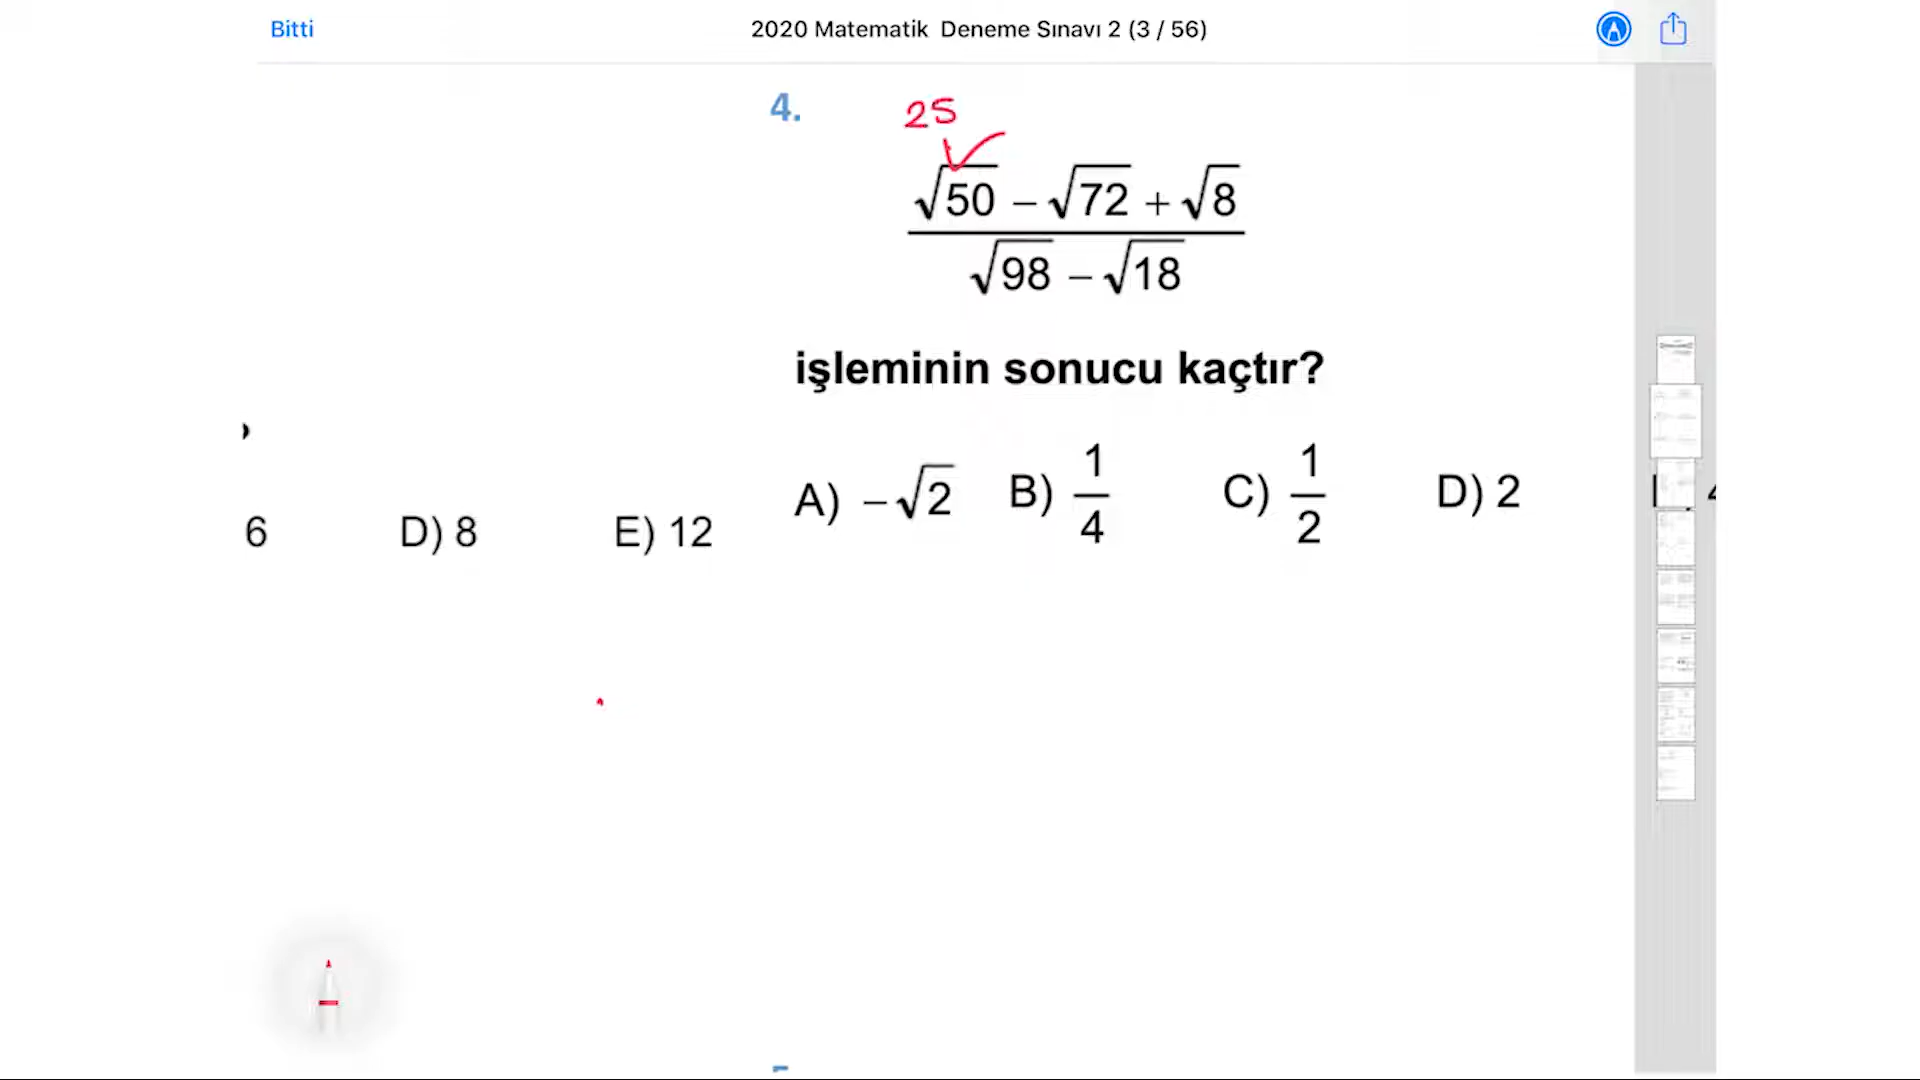 Bitti
2020 Matematik Deneme Sınavı 2 (3 / 56)
4.
25
√50 − √72 + √8
√98 − √18
işleminin sonucu kaçtır?
A) −√2 B) 1/4 C) 1/2 D) 2
6 D) 8 E) 12